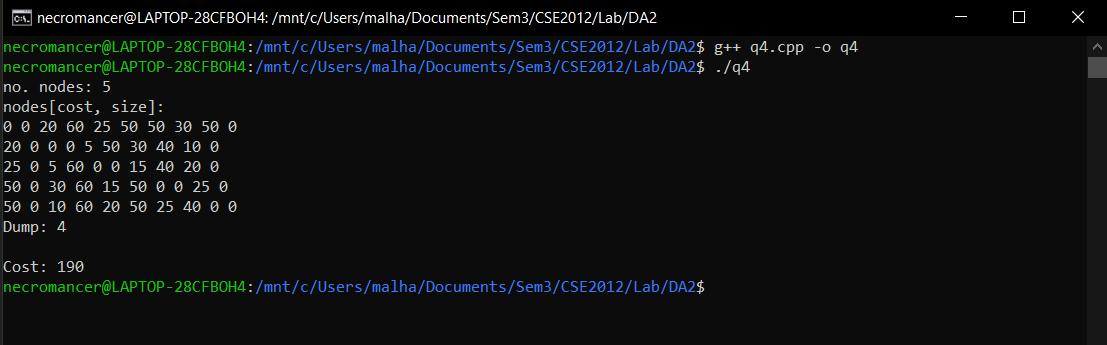 necromancer@LAPTOP-28CFBOH4: /mnt/c/Users/malha/Documents/Sem3/CSE2012/Lab/DA2
necromancer@LAPTOP-28CFBOH4:/mnt/c/Users/malha/Documents/Sem3/CSE2012/Lab/DA2$ g++ q4.cpp -o q4
necromancer@LAPTOP-28CFBOH4:/mnt/c/Users/malha/Documents/Sem3/CSE2012/Lab/DA2$ ./q4
no. nodes: 5
nodes[cost, size]:
0 0 20 60 25 50 50 30 50 0
20 0 0 0 5 50 30 40 10 0
25 0 5 60 0 0 15 40 20 0
50 0 30 60 15 50 0 0 25 0
50 0 10 60 20 50 25 40 0 0
Dump: 4
Cost: 190
necromancer@LAPTOP-28CFBOH4:/mnt/c/Users/malha/Documents/Sem3/CSE2012/Lab/DA2$